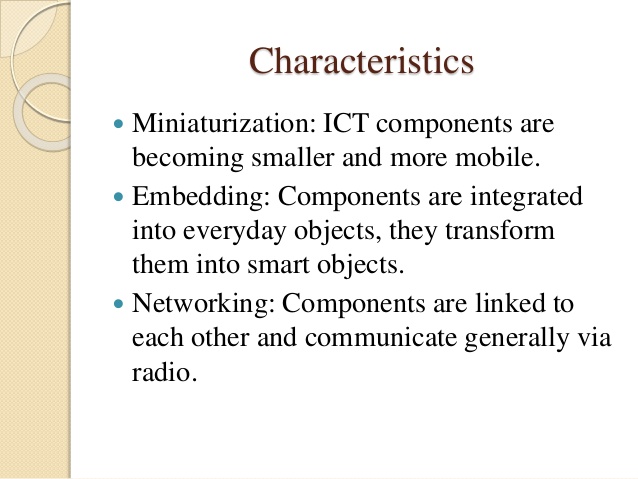 Characteristics
• Miniaturization: ICT components are
becoming smaller and more mobile.
• Embedding: Components are integrated
into everyday objects, they transform
them into smart objects.
• Networking: Components are linked to
each other and communicate generally via
radio.